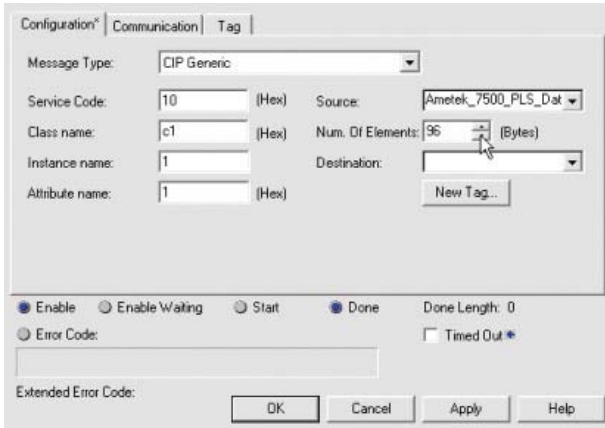 Configuration* Communication Tag
Message Type: CIP Generic
Service Code: 10 (Hex) Source: Ametek_7500_PLS_Dat
Class name: c1 (Hex) Num. Of Elements: 96 (Bytes)
Instance name: 1 Destination:
Attribute name: 1 (Hex) New Tag...
Enable Enable Waiting Start Done Done Length: 0
Error Code: Timed Out
Extended Error Code:
OK Cancel Apply Help